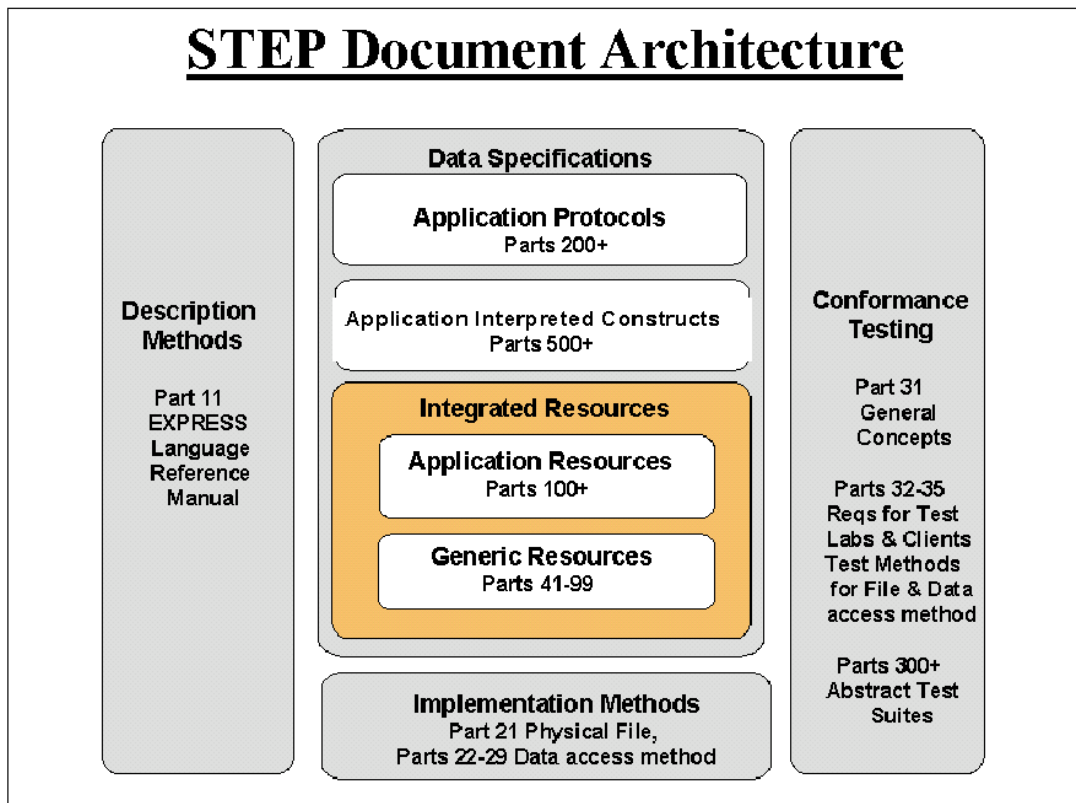 STEP Document Architecture
Description
Methods
Part 11
EXPRESS
Language
Reference
Manual
Data Specifications
Application Protocols
Parts 200+
Application Interpreted Constructs
Parts 500+
Integrated Resources
Application Resources
Parts 100+
Generic Resources
Parts 41-99
Implementation Methods
Part 21 Physical File,
Parts 22-29 Data access method
Conformance
Testing
Part 31
General
Concepts
Parts 32-35
Reqs for Test
Labs & Clients
Test Methods
for File & Data
access method
Parts 300+
Abstract Test
Suites